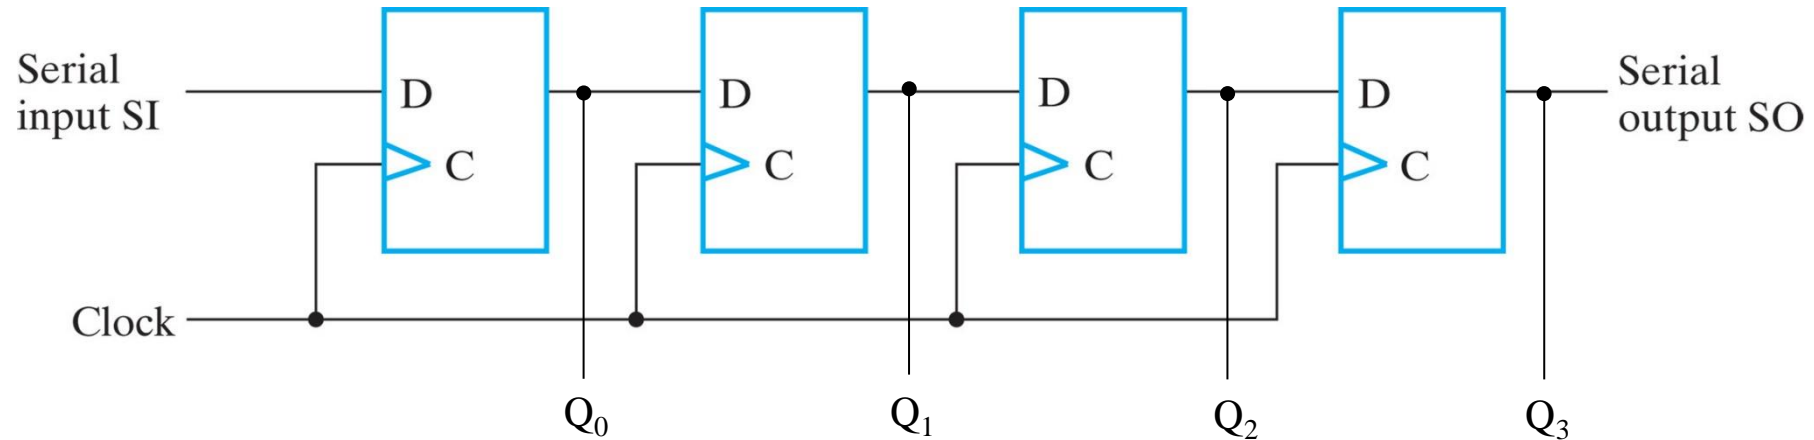 Serial
input SI
D
C
D
C
D
C
D
C
Serial
output SO
Clock
Q0
Q1
Q2
Q3